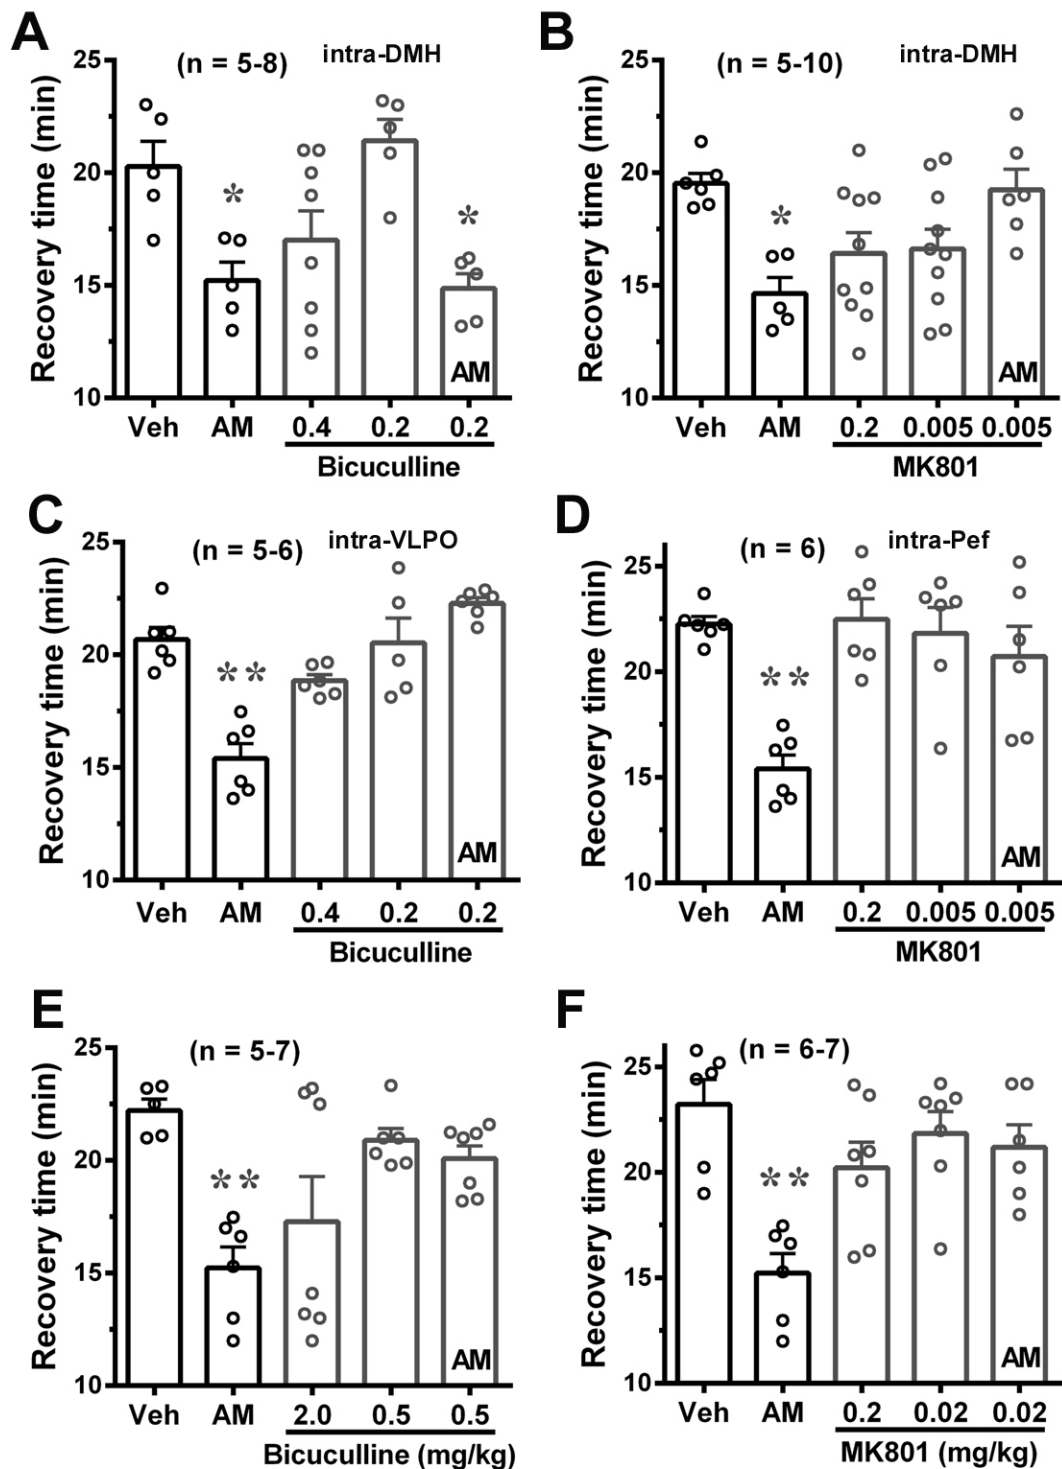 A
(n = 5-8) intra-DMH
Recovery time (min)
25
20
15
10
*
*
AM
Veh AM 0.4 0.2 0.2
Bicuculline
B
(n = 5-10) intra-DMH
Recovery time (min)
25
20
15
10
*
AM
Veh AM 0.2 0.005 0.005
MK801
C
(n = 5-6) intra-VLPO
Recovery time (min)
25
20
15
10
**
AM
Veh AM 0.4 0.2 0.2
Bicuculline
D
(n = 6) intra-Pef
Recovery time (min)
25
20
15
10
**
AM
Veh AM 0.2 0.005 0.005
MK801
E
(n = 5-7)
Recovery time (min)
25
20
15
10
**
AM
Veh AM 2.0 0.5 0.5
Bicuculline (mg/kg)
F
(n = 6-7)
Recovery time (min)
25
20
15
10
**
AM
Veh AM 0.2 0.02 0.02
MK801 (mg/kg)